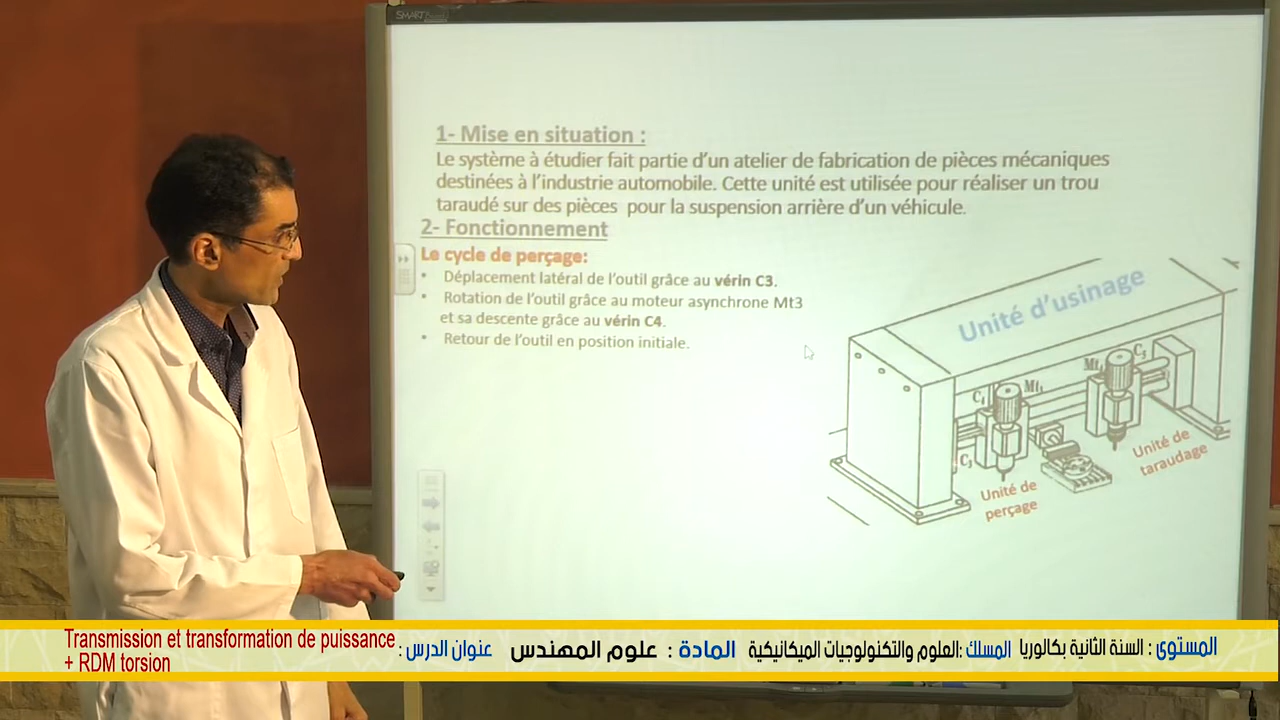 SMART
1- Mise en situation :
Le système à étudier fait partie d'un atelier de fabrication de pièces mécaniques
destinées à l'industrie automobile. Cette unité est utilisée pour réaliser un trou
taraudé sur des pièces pour la suspension arrière d'un véhicule.
2- Fonctionnement
Le cycle de perçage:
• Déplacement latéral de l'outil grâce au vérin C3.
• Rotation de l'outil grâce au moteur asynchrone Mt3
et sa descente grâce au vérin C4.
• Retour de l'outil en position initiale.
Unité d'usinage
Mt
C5
C4
Mt
C3
Unité de
perçage
Unité de
taraudage
المستوى : السنة الثانية بكالوريا المسلك :العلوم والتكنولوجيات الميكانيكية المادة : علوم المهندس عنوان الدرس :
Transmission et transformation de puissance
+ RDM torsion